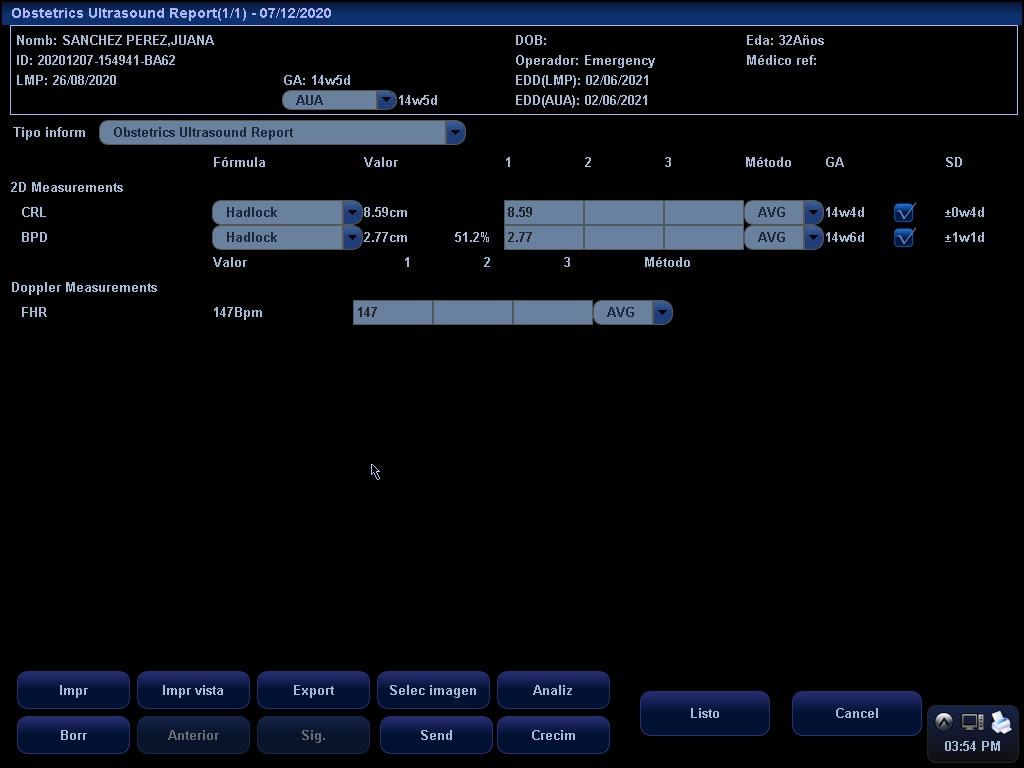 Obstetrics Ultrasound Report(1/1) - 07/12/2020
Nomb: SANCHEZ PEREZ,JUANA DOB: Eda: 32Años
ID: 20201207-154941-BA62 Operador: Emergency Médico ref:
LMP: 26/08/2020 GA: 14w5d EDD(LMP): 02/06/2021
AUA 14w5d EDD(AUA): 02/06/2021
Tipo inform Obstetrics Ultrasound Report
Fórmula Valor 1 2 3 Método GA SD
2D Measurements
CRL Hadlock 8.59cm 8.59 AVG 14w4d ±0w4d
BPD Hadlock 2.77cm 51.2% 2.77 AVG 14w6d ±1w1d
Valor 1 2 3 Método
Doppler Measurements
FHR 147Bpm 147 AVG
Impr Impr vista Export Selec imagen Analiz
Listo Cancel
Borr Anterior Sig. Send Crecim
03:54 PM